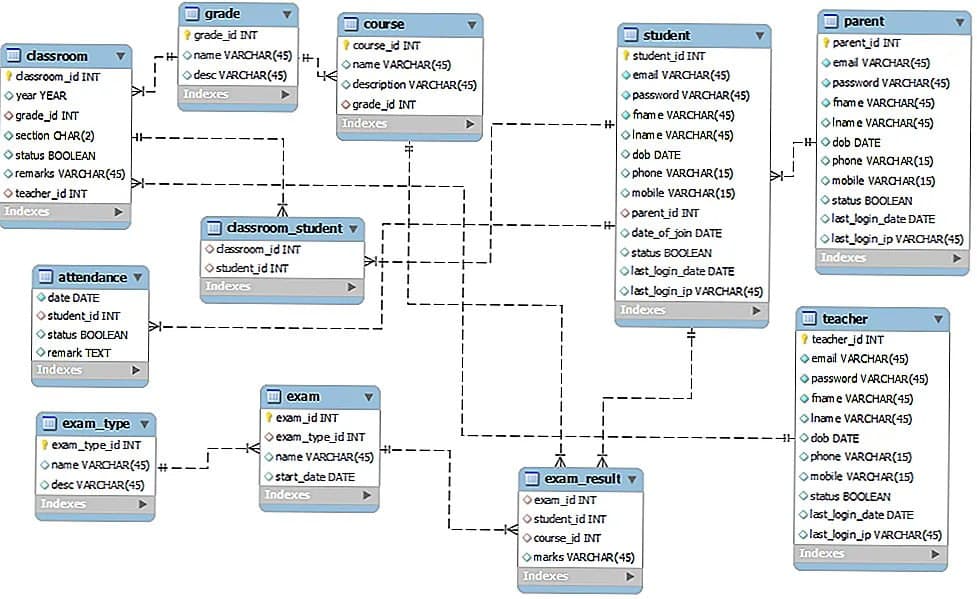 grade
grade_id INT
name VARCHAR(45)
desc VARCHAR(45)
Indexes
course
course_id INT
name VARCHAR(45)
description VARCHAR(45)
grade_id INT
Indexes
classroom
classroom_id INT
year YEAR
grade_id INT
section CHAR(2)
status BOOLEAN
remarks VARCHAR(45)
teacher_id INT
Indexes
student
student_id INT
email VARCHAR(45)
password VARCHAR(45)
fname VARCHAR(45)
lname VARCHAR(45)
dob DATE
phone VARCHAR(15)
mobile VARCHAR(15)
parent_id INT
date_of_join DATE
status BOOLEAN
last_login_date DATE
last_login_ip VARCHAR(45)
Indexes
parent
parent_id INT
email VARCHAR(45)
password VARCHAR(45)
fname VARCHAR(45)
lname VARCHAR(45)
dob DATE
phone VARCHAR(15)
mobile VARCHAR(15)
status BOOLEAN
last_login_date DATE
last_login_ip VARCHAR(45)
Indexes
classroom_student
classroom_id INT
student_id INT
Indexes
attendance
date DATE
student_id INT
status BOOLEAN
remark TEXT
Indexes
teacher
teacher_id INT
email VARCHAR(45)
password VARCHAR(45)
fname VARCHAR(45)
lname VARCHAR(45)
dob DATE
phone VARCHAR(15)
mobile VARCHAR(15)
status BOOLEAN
last_login_date DATE
last_login_ip VARCHAR(45)
Indexes
exam_type
exam_type_id INT
name VARCHAR(45)
desc VARCHAR(45)
Indexes
exam
exam_id INT
exam_type_id INT
name VARCHAR(45)
start_date DATE
Indexes
exam_result
exam_id INT
student_id INT
course_id INT
marks VARCHAR(45)
Indexes